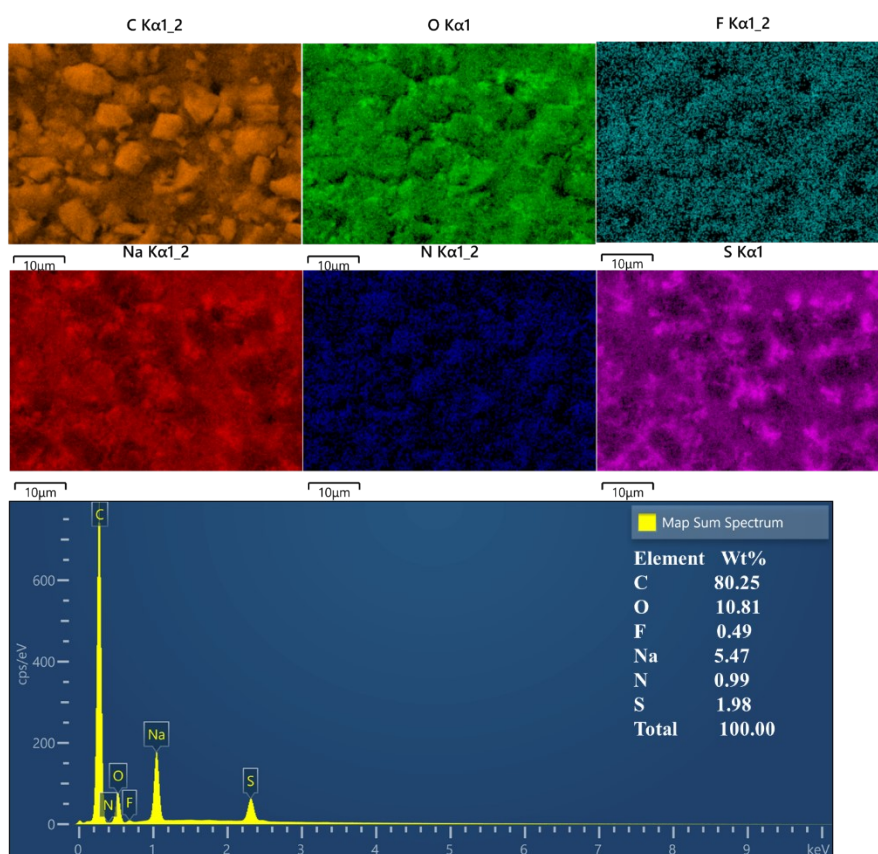 C Kα1_2
O Kα1
F Kα1_2
10μm
10μm
Na Kα1_2
N Kα1_2
S Kα1
10μm
10μm
10μm
Map Sum Spectrum
Element Wt%
C 80.25
O 10.81
F 0.49
Na 5.47
N 0.99
S 1.98
Total 100.00
cps/eV
600
400
200
0
C
N
O
F
Na
S
0 1 2 3 4 5 6 7 8 9 keV